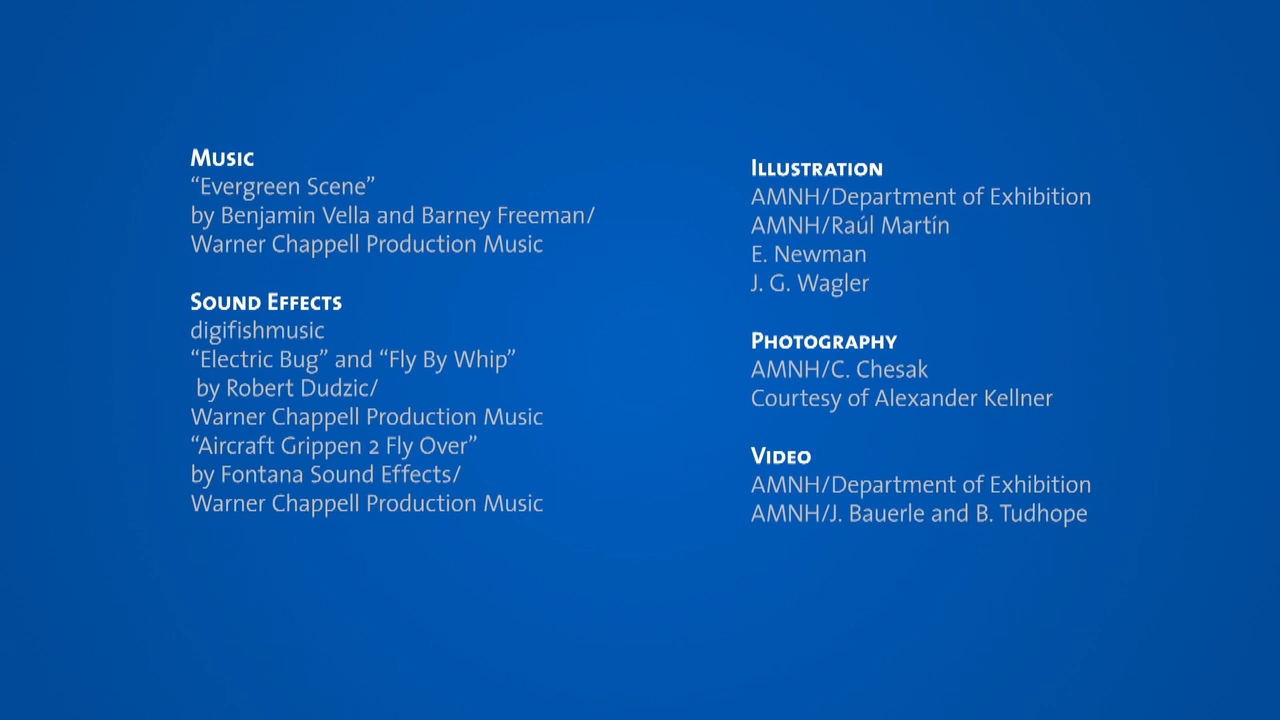 Music
“Evergreen Scene”
by Benjamin Vella and Barney Freeman/
Warner Chappell Production Music
Sound Effects
digifishmusic
“Electric Bug” and “Fly By Whip”
by Robert Dudzic/
Warner Chappell Production Music
“Aircraft Grippen 2 Fly Over”
by Fontana Sound Effects/
Warner Chappell Production Music
Illustration
AMNH/Department of Exhibition
AMNH/Raúl Martín
E. Newman
J. G. Wagler
Photography
AMNH/C. Chesak
Courtesy of Alexander Kellner
Video
AMNH/Department of Exhibition
AMNH/J. Bauerle and B. Tudhope